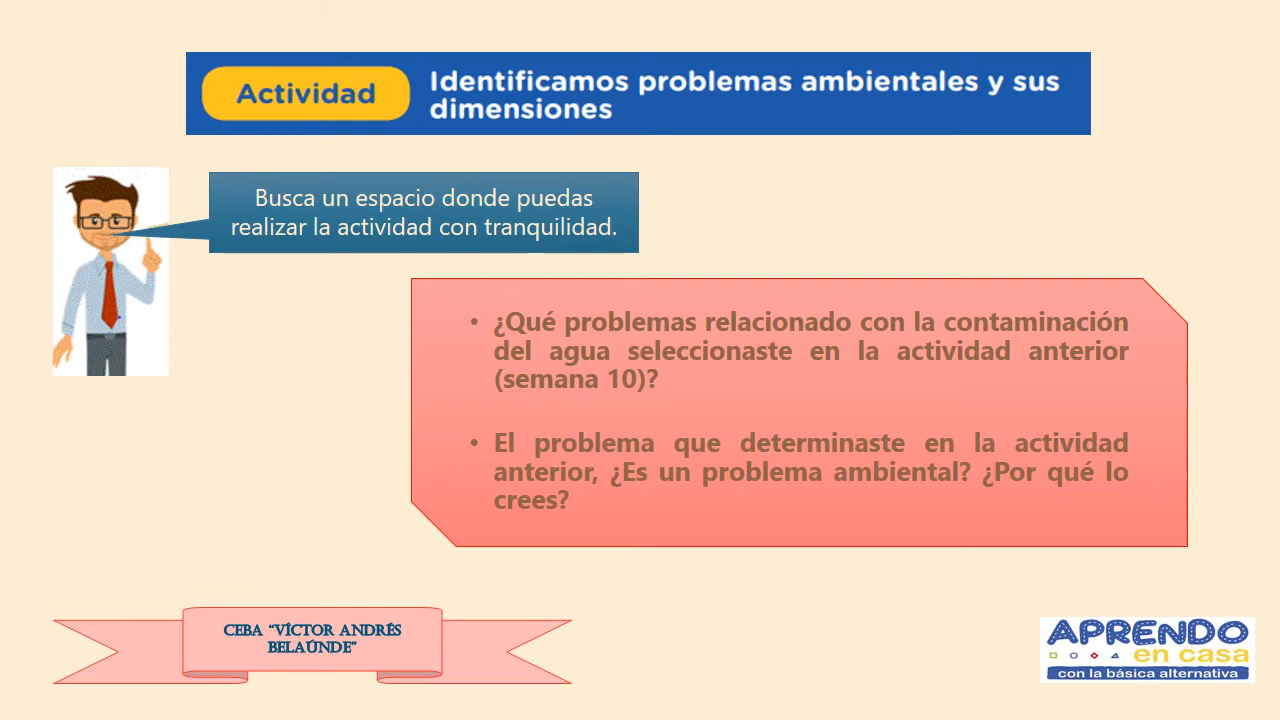 Actividad
Identificamos problemas ambientales y sus
dimensiones
Busca un espacio donde puedas
realizar la actividad con tranquilidad.
• ¿Qué problemas relacionado con la contaminación
del agua seleccionaste en la actividad anterior
(semana 10)?
• El problema que determinaste en la actividad
anterior, ¿Es un problema ambiental? ¿Por qué lo
crees?
CEBA “VÍCTOR ANDRÉS
BELAÚNDE”
APRENDO
en casa
con la básica alternativa